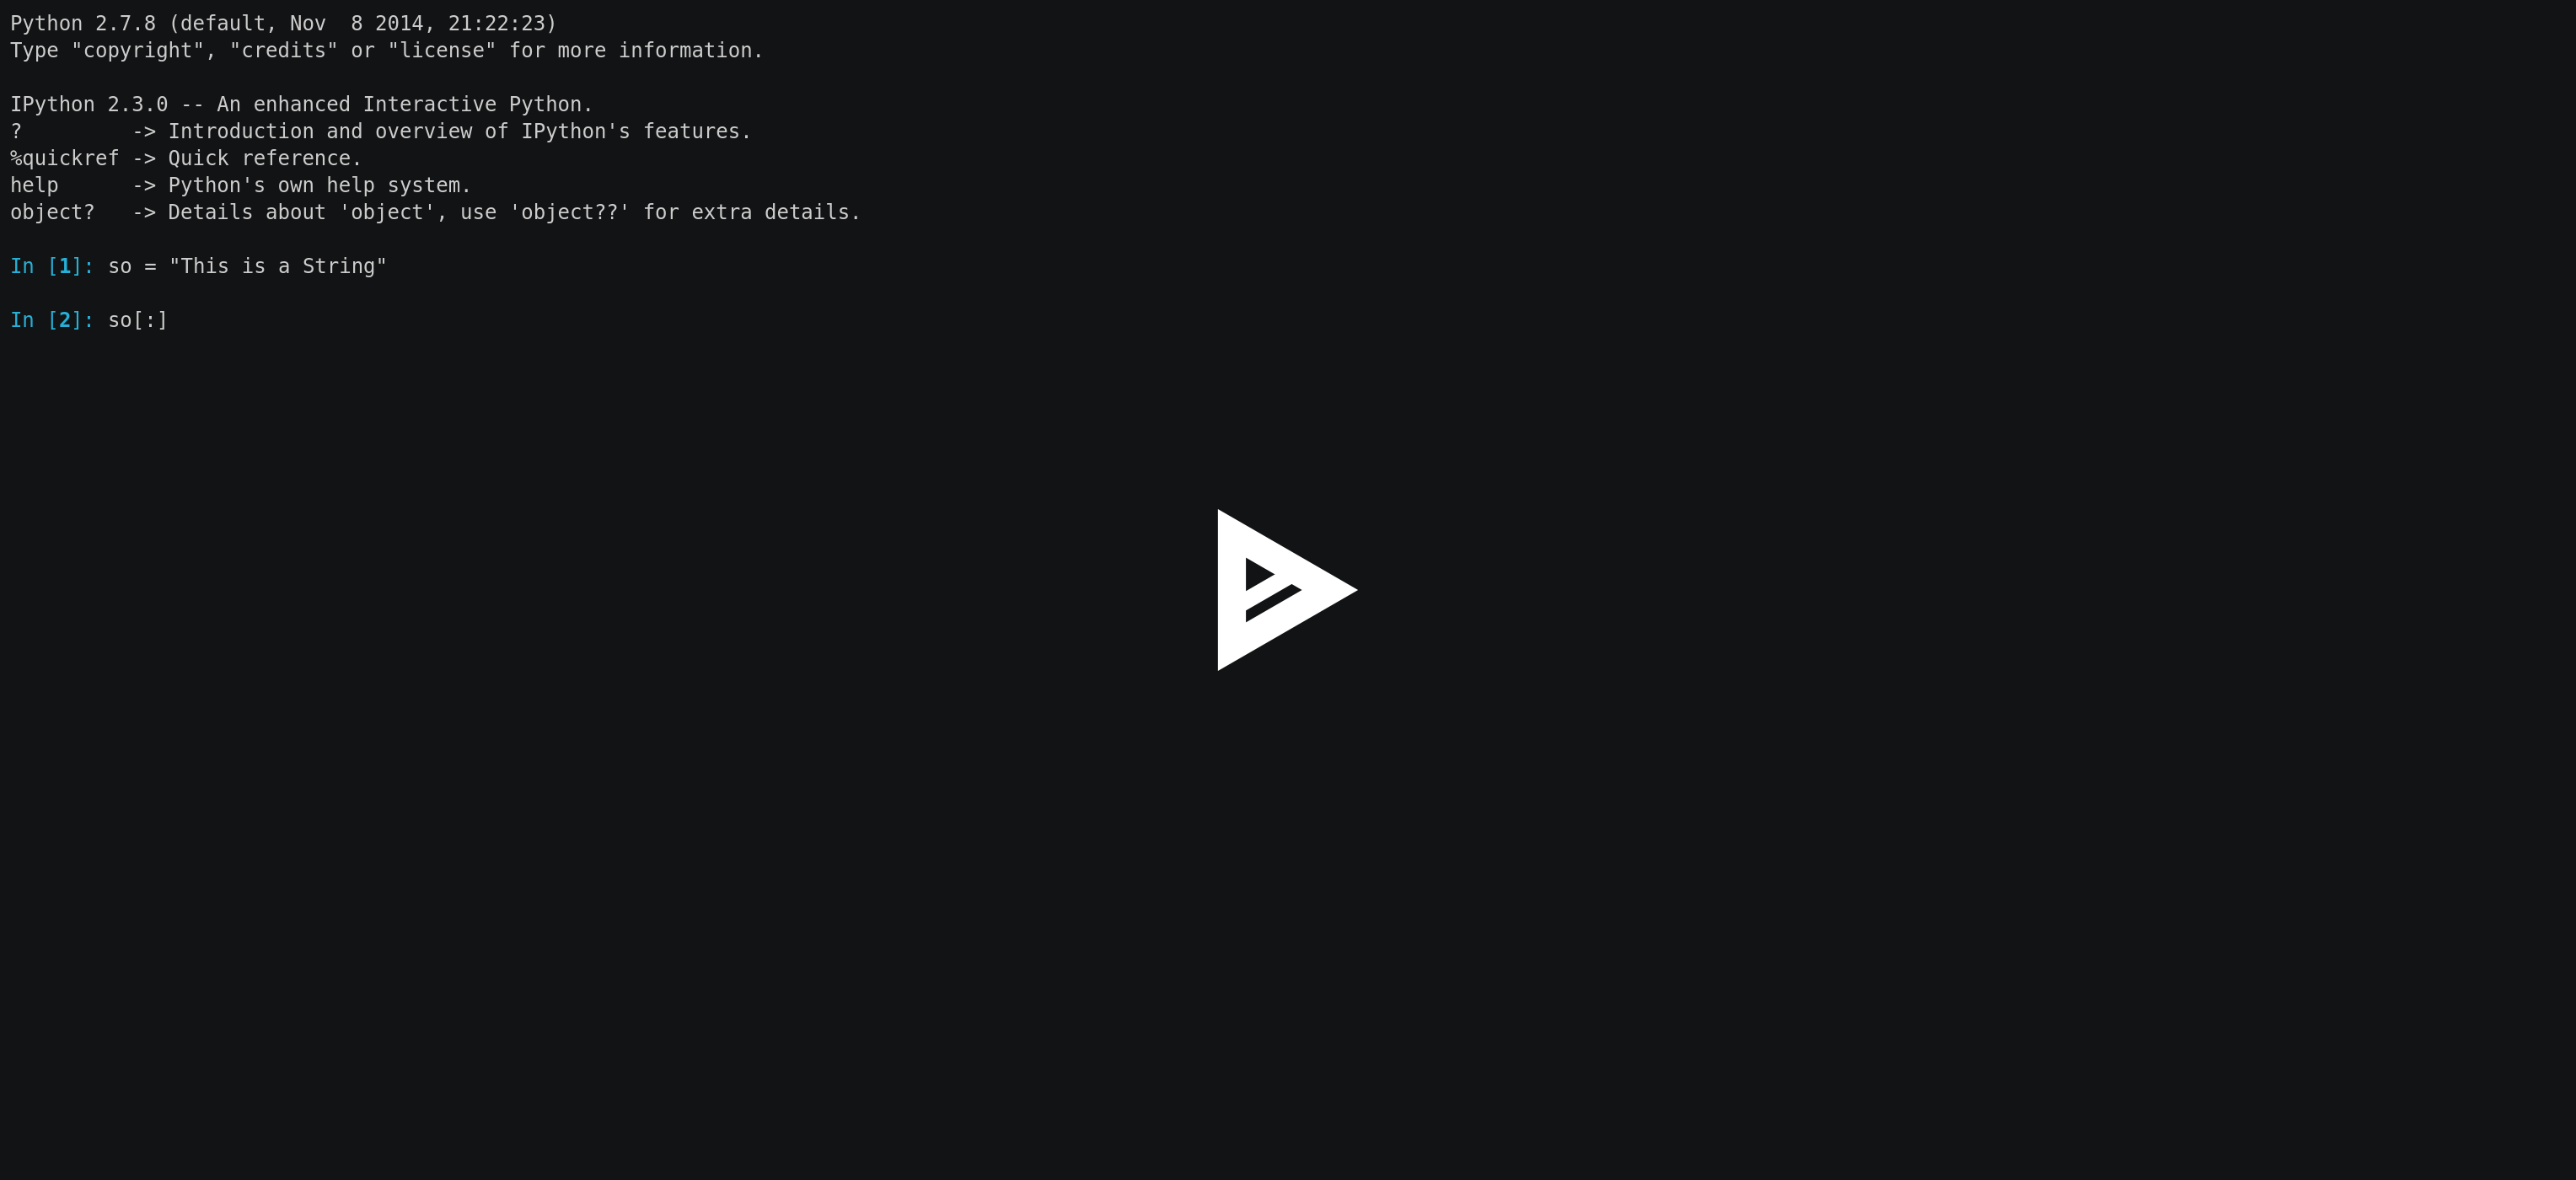 Python 2.7.8 (default, Nov  8 2014, 21:22:23)
Type "copyright", "credits" or "license" for more information.
IPython 2.3.0 -- An enhanced Interactive Python.
?         -> Introduction and overview of IPython's features.
%quickref -> Quick reference.
help      -> Python's own help system.
object?   -> Details about 'object', use 'object??' for extra details.
In [1]: so = "This is a String"
In [2]: so[:]